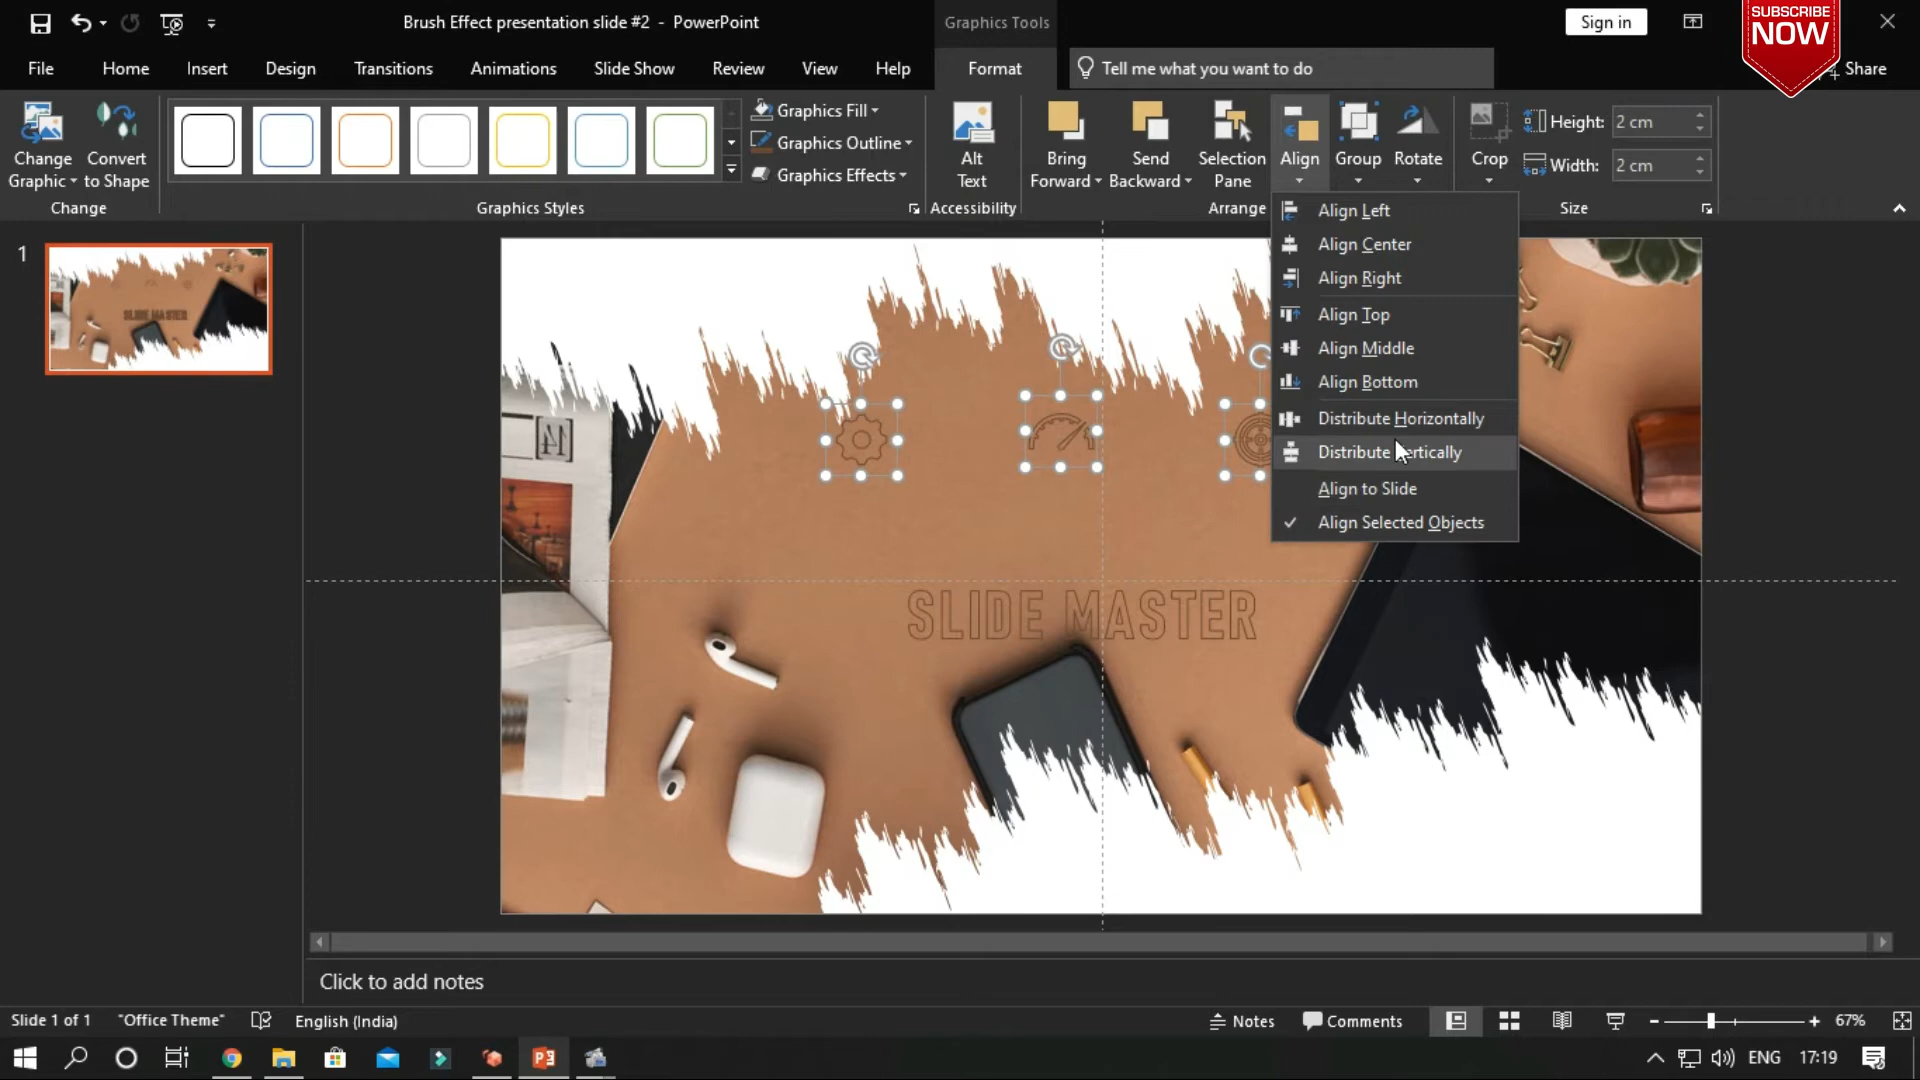 Brush Effect presentation slide #2 - PowerPoint
Graphics Tools
Sign in
SUBSCRIBE
NOW
File
Home
Insert
Design
Transitions
Animations
Slide Show
Review
View
Help
Format
Tell me what you want to do
Share
Change
Graphic
Convert
to Shape
Change
Graphics Fill
Graphics Outline
Graphics Effects
Graphics Styles
Alt
Text
Accessibility
Bring
Forward
Send
Backward
Selection
Pane
Align
Group
Rotate
Arrange
Crop
Height: 2 cm
Width: 2 cm
Size
Align Left
Align Center
Align Right
Align Top
Align Middle
Align Bottom
Distribute Horizontally
Distribute Vertically
Align to Slide
Align Selected Objects
1
SLIDE MASTER
14
SLIDE MASTER
Click to add notes
Slide 1 of 1
"Office Theme"
English (India)
Notes
Comments
67%
ENG
17:19